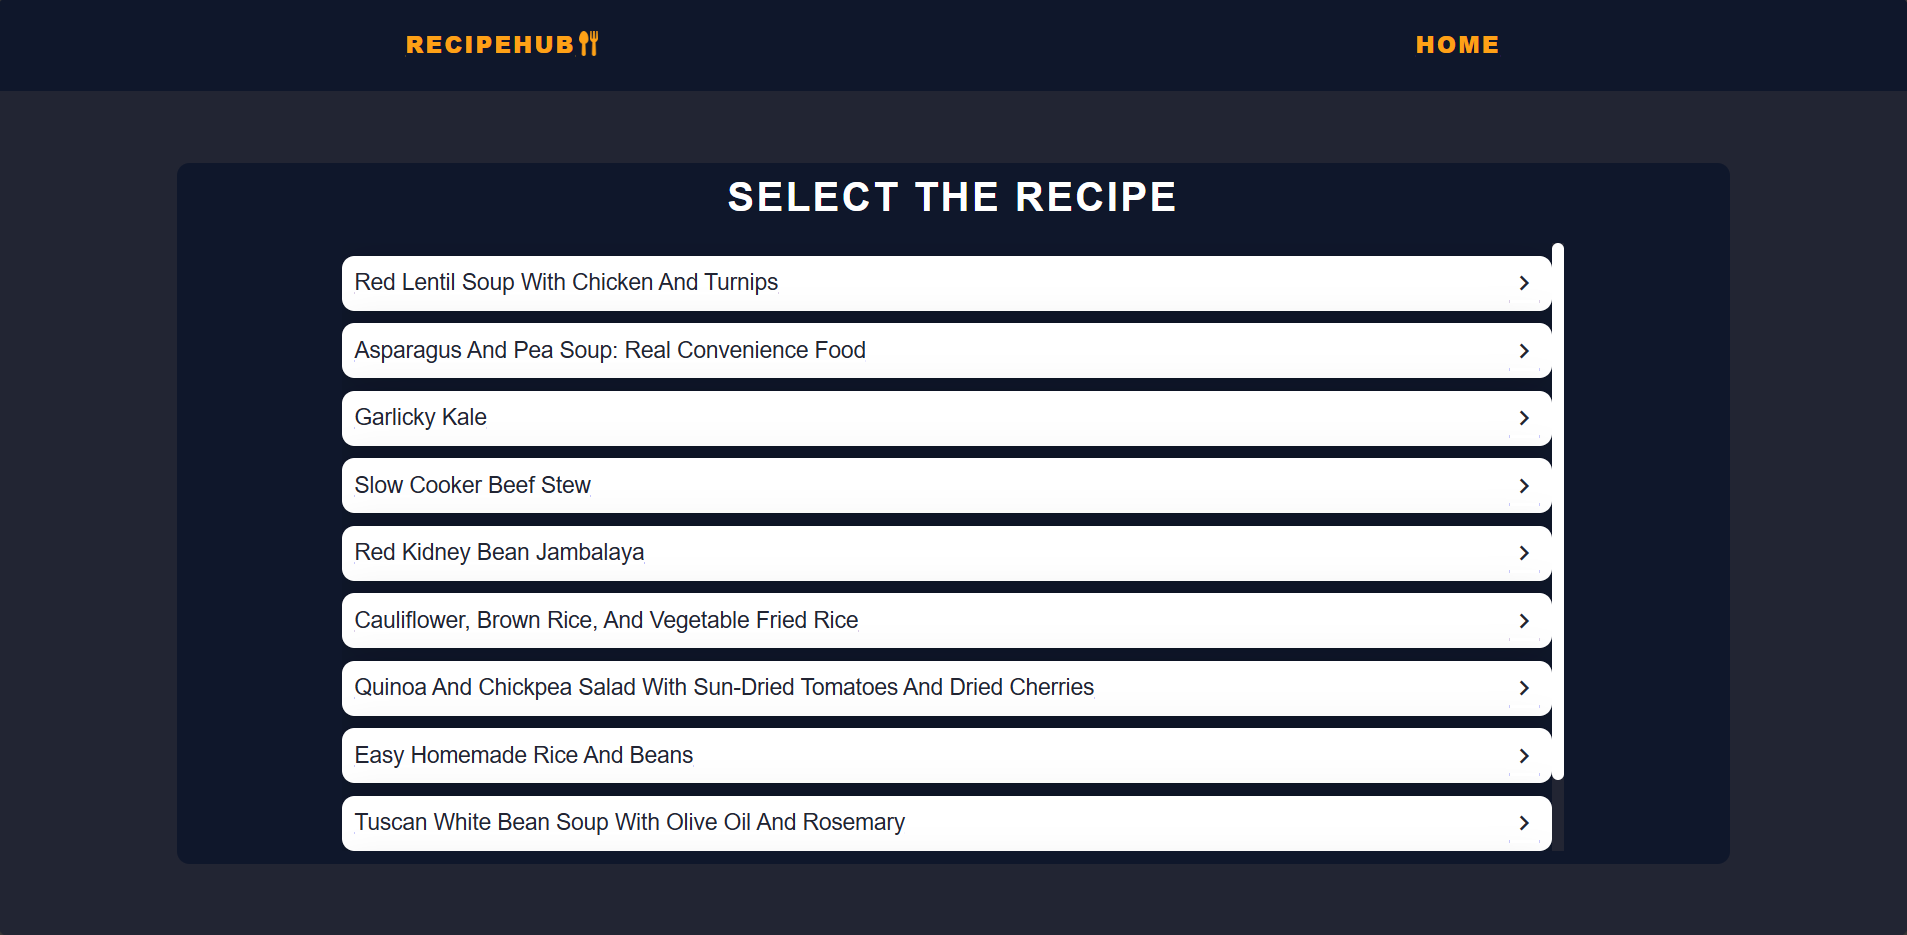 RECIPEHUB
HOME
SELECT THE RECIPE
Red Lentil Soup With Chicken And Turnips
Asparagus And Pea Soup: Real Convenience Food
Garlicky Kale
Slow Cooker Beef Stew
Red Kidney Bean Jambalaya
Cauliflower, Brown Rice, And Vegetable Fried Rice
Quinoa And Chickpea Salad With Sun-Dried Tomatoes And Dried Cherries
Easy Homemade Rice And Beans
Tuscan White Bean Soup With Olive Oil And Rosemary